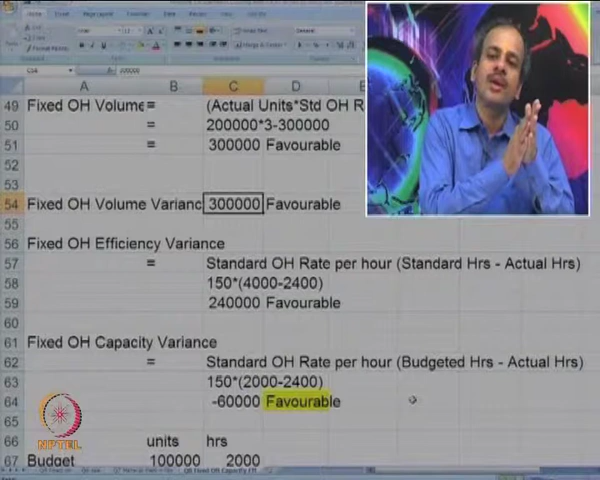 C54 300000
A B C D E
49 Fixed OH Volume = (Actual Units*Std OH R
50 = 200000*3-300000
51 = 300000 Favourable
52
53
54 Fixed OH Volume Varianc 300000 Favourable
55
56 Fixed OH Efficiency Variance
57 = Standard OH Rate per hour (Standard Hrs - Actual Hrs)
58 150*(4000-2400)
59 240000 Favourable
60
61 Fixed OH Capacity Variance
62 = Standard OH Rate per hour (Budgeted Hrs - Actual Hrs)
63 150*(2000-2400)
64 -60000 Favourable
65
66 units hrs
67 Budget 100000 2000
NPTEL